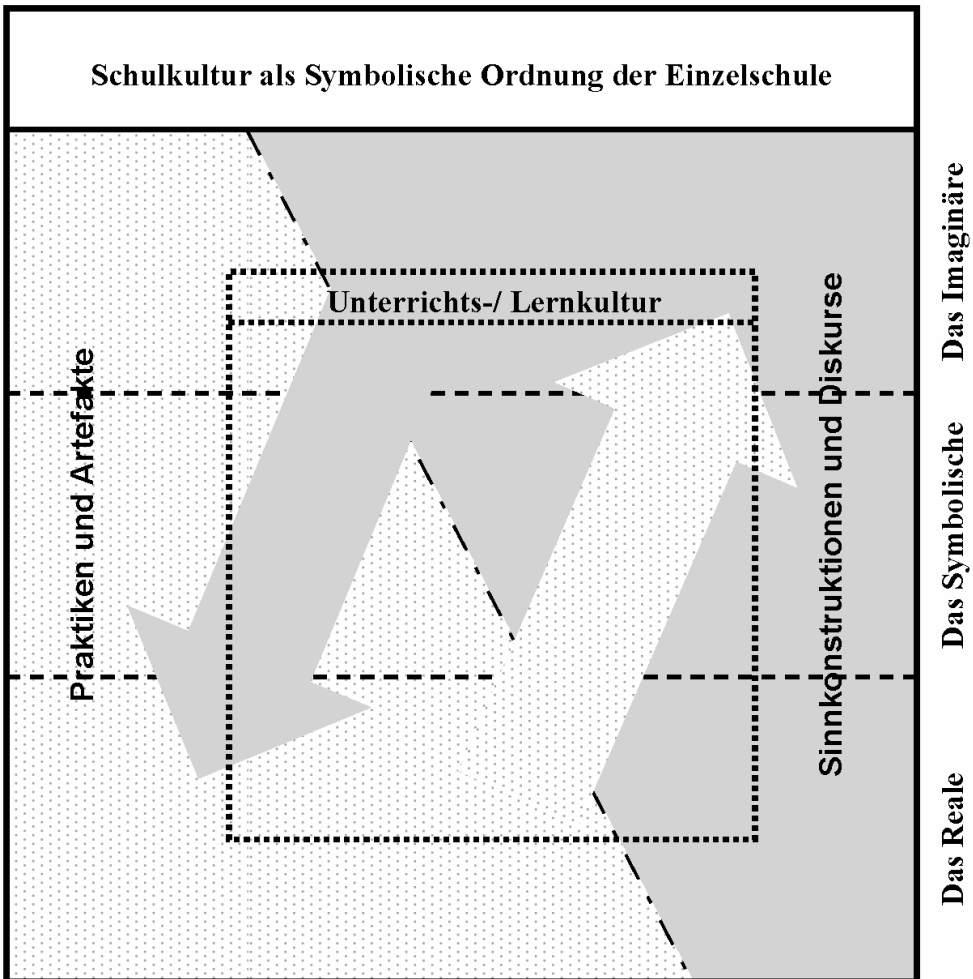 Schulkultur als Symbolische Ordnung der Einzelschule
Unterrichts-/ Lernkultur
Praktiken und Artefakte
Sinnkonstruktionen und Diskurse
Das Imaginäre
Das Symbolische
Das Reale